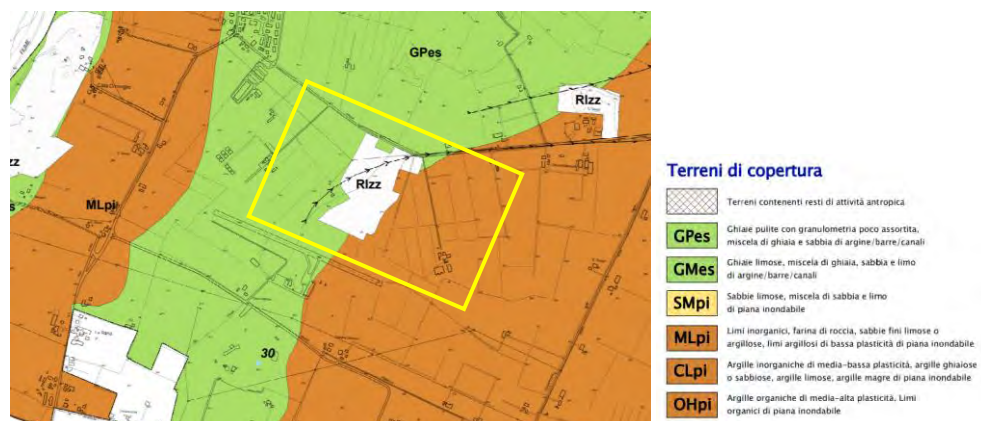 GPes
RIzz
RIzz
zz
MLpi
s
30
FIUME
Terreni di copertura
Terreni contenenti resti di attività antropica
GPes
Ghiaie pulite con granulometria poco assortita,
miscela di ghiaia e sabbia di argine/barre/canali
GMes
Ghiaie limose, miscela di ghiaia, sabbia e limo
di argine/barre/canali
SMpi
Sabbie limose, miscela di sabbia e limo
di piana inondabile
MLpi
Limi inorganici, farina di roccia, sabbie fini limose o
argillose, limi argillosi di bassa plasticità di piana inondabile
CLpi
Argille inorganiche di media-bassa plasticità, argille ghiaiose
o sabbiose, argille limose, argille magre di piana inondabile
OHpi
Argille organiche di media-alta plasticità, Limi
organici di piana inondabile